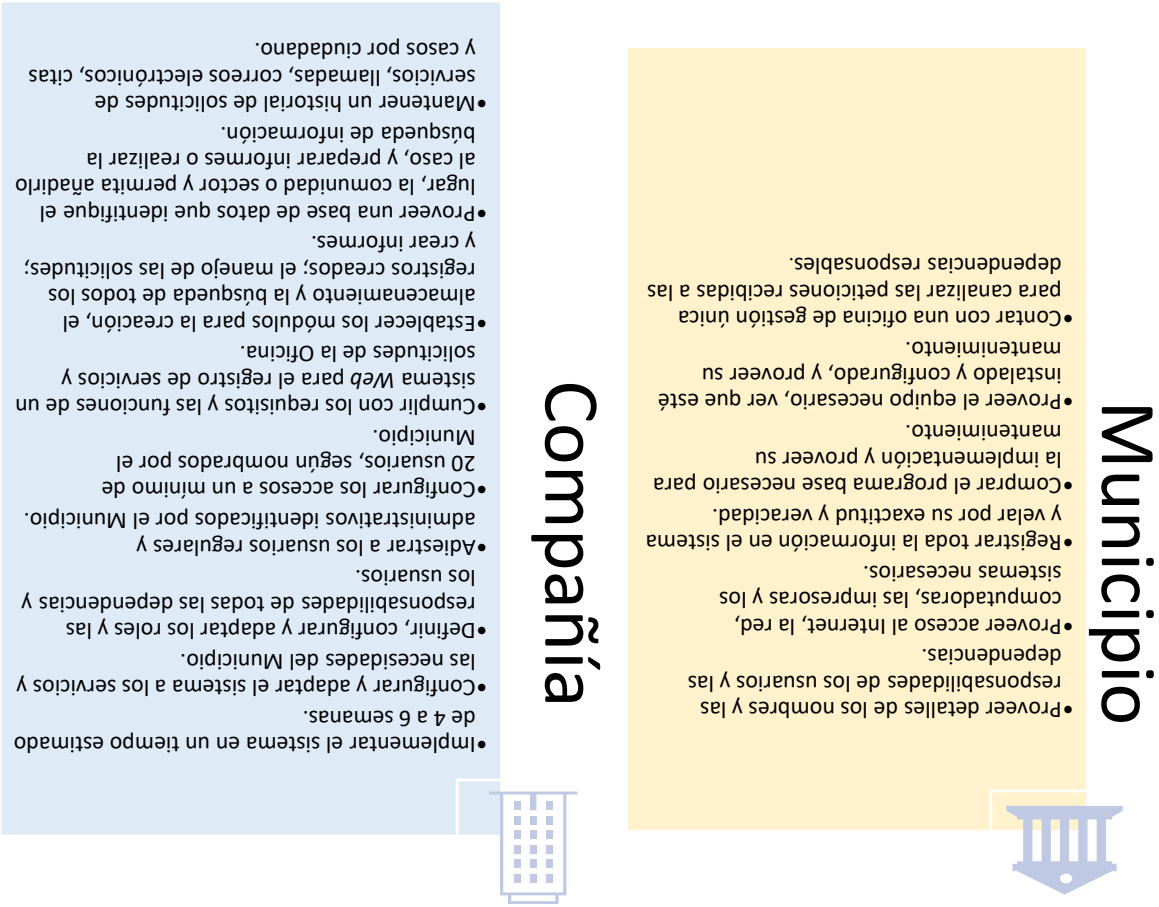 Municipio
•Proveer detalles de los nombres y las
responsabilidades de los usuarios y las
dependencias.
•Proveer acceso al Internet, la red,
computadoras, las impresoras y los
sistemas necesarios.
•Registrar toda la información en el sistema
y velar por su exactitud y veracidad.
•Comprar el programa base necesario para
la implementación y proveer su
mantenimiento.
•Proveer el equipo necesario, ver que esté
instalado y configurado, y proveer su
mantenimiento.
•Contar con una oficina de gestión única
para canalizar las peticiones recibidas a las
dependencias responsables.
Compañía
•Implementar el sistema en un tiempo estimado
de 4 a 6 semanas.
•Configurar y adaptar el sistema a los servicios y
las necesidades del Municipio.
•Definir, configurar y adaptar los roles y las
responsabilidades de todas las dependencias y
los usuarios.
•Adiestrar a los usuarios regulares y
administrativos identificados por el Municipio.
•Configurar los accesos a un mínimo de
20 usuarios, según nombrados por el
Municipio.
•Cumplir con los requisitos y las funciones de un
sistema Web para el registro de servicios y
solicitudes de la Oficina.
•Establecer los módulos para la creación, el
almacenamiento y la búsqueda de todos los
registros creados; el manejo de las solicitudes;
y crear informes.
•Proveer una base de datos que identifique el
lugar, la comunidad o sector y permita añadirlo
al caso, y preparar informes o realizar la
búsqueda de información.
•Mantener un historial de solicitudes de
servicios, llamadas, correos electrónicos, citas
y casos por ciudadano.